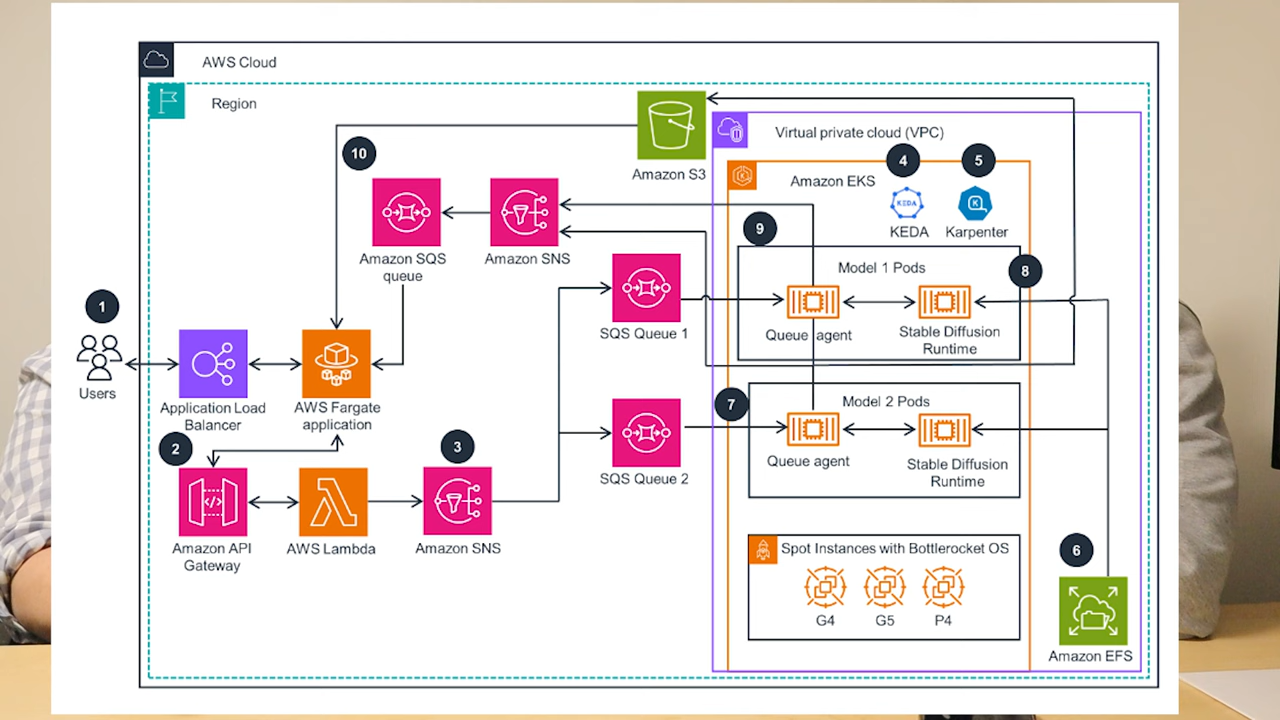 AWS Cloud
Region
10
Amazon S3
Virtual private cloud (VPC)
4
5
Amazon EKS
KEDA
KEDA
Karpenter
Amazon SQS
queue
Amazon SNS
9
Model 1 Pods
8
Queue agent
Stable Diffusion
Runtime
SQS Queue 1
1
Users
Application Load
Balancer
AWS Fargate
application
7
Model 2 Pods
Queue agent
Stable Diffusion
Runtime
SQS Queue 2
2
3
Amazon API
Gateway
AWS Lambda
Amazon SNS
Spot Instances with Bottlerocket OS
G4
G5
P4
6
Amazon EFS